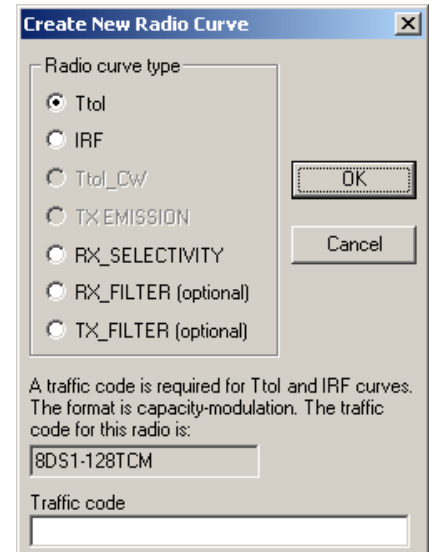 Create New Radio Curve
Radio curve type
Ttol
IRF
Ttol_CW
TX EMISSION
RX_SELECTIVITY
RX_FILTER (optional)
TX_FILTER (optional)
OK
Cancel
A traffic code is required for Ttol and IRF curves.
The format is capacity-modulation. The traffic
code for this radio is:
8DS1-128TCM
Traffic code